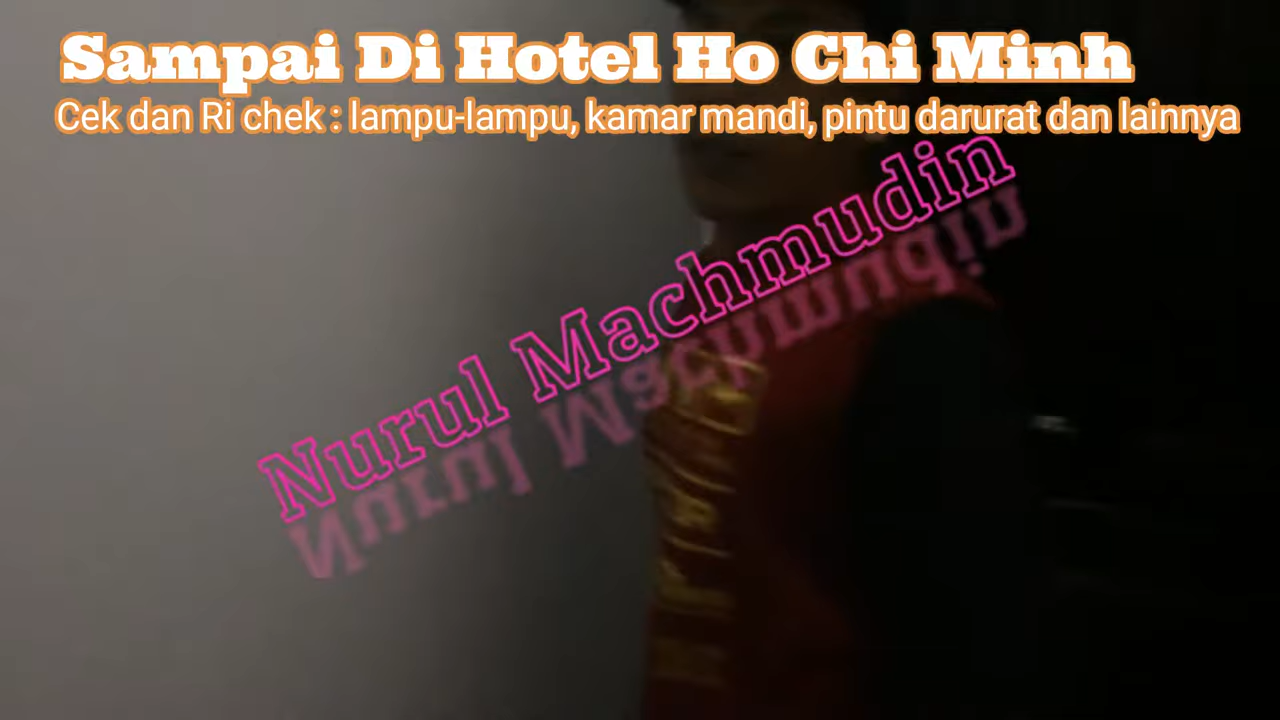 Sampai Di Hotel Ho Chi Minh
Cek dan Ri chek : lampu-lampu, kamar mandi, pintu darurat dan lainnya
Nurul Machmudin